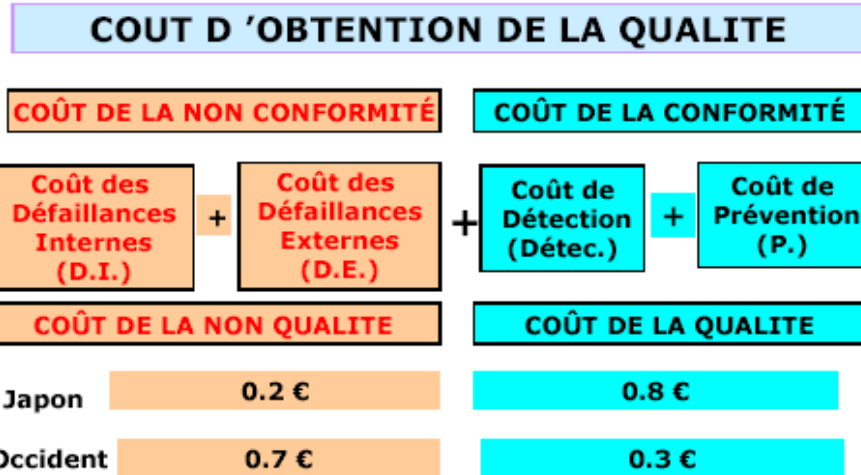 COUT D ’OBTENTION DE LA QUALITE
COÛT DE LA NON CONFORMITÉ
COÛT DE LA CONFORMITÉ
Coût des
Défaillances
Internes
(D.I.)
+
Coût des
Défaillances
Externes
(D.E.)
+
Coût de
Détection
(Détec.)
+
Coût de
Prévention
(P.)
COÛT DE LA NON QUALITE
COÛT DE LA QUALITE
Japon 0.2 € 0.8 €
Occident 0.7 € 0.3 €